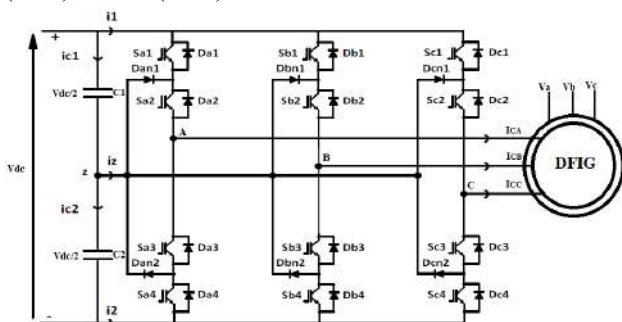 i1
+
Sa1 Da1 Sb1 Db1 Sc1 Dc1
ic1
Dan1 Dbn1 Dcn1
Va Vb Vc
Vdc/2 C1
Sa2 Da2 Sb2 Db2 Sc2 Dc2
A ICA
Vdc
B ICB
DFIG
z iz
C ICC
ic2
Sa3 Da3 Sb3 Db3 Sc3 Dc3
Vdc/2 C2
Dan2 Dbn2 Dcn2
Sa4 Da4 Sb4 Db4 Sc4 Dc4
i2
-